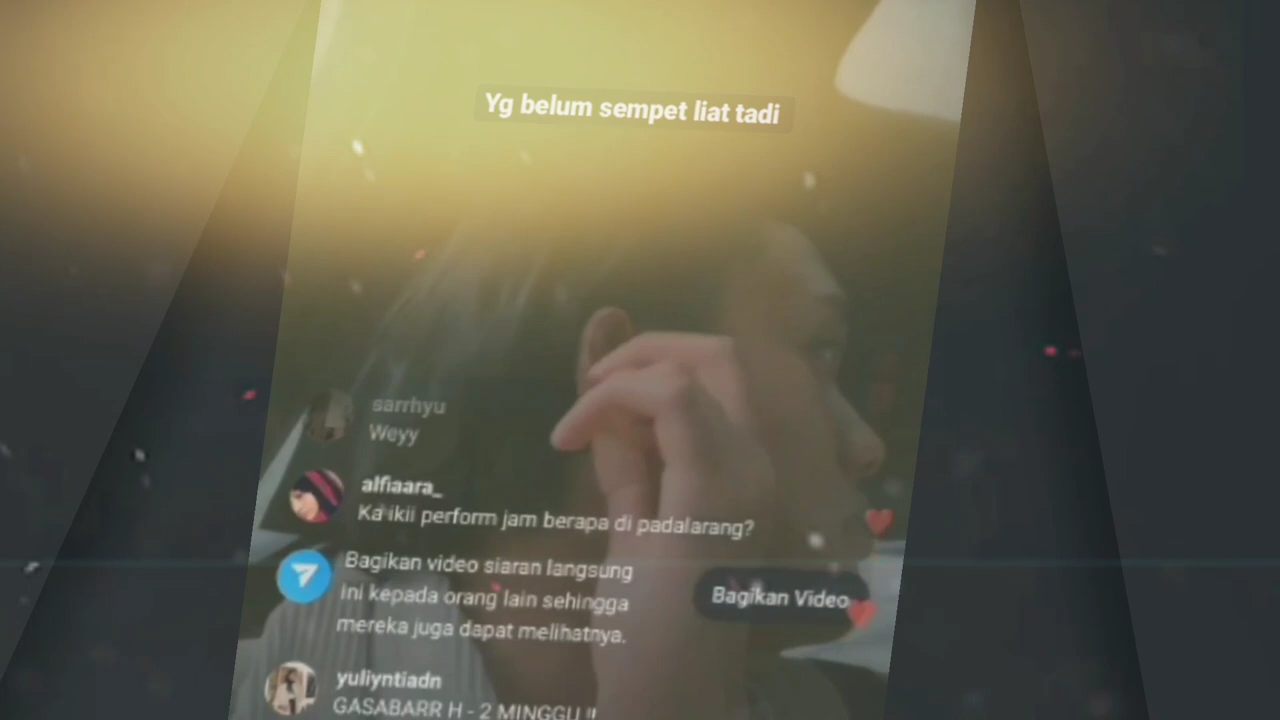 Yg belum sempet liat tadi
sarrhyu
Weyy
alfiaara_
Ka ikii perform jam berapa di padalarang?
Bagikan video siaran langsung
ini kepada orang lain sehingga
mereka juga dapat melihatnya.
Bagikan Video
yuliyntiadn
GASABARR H - 2 MINGGU !!